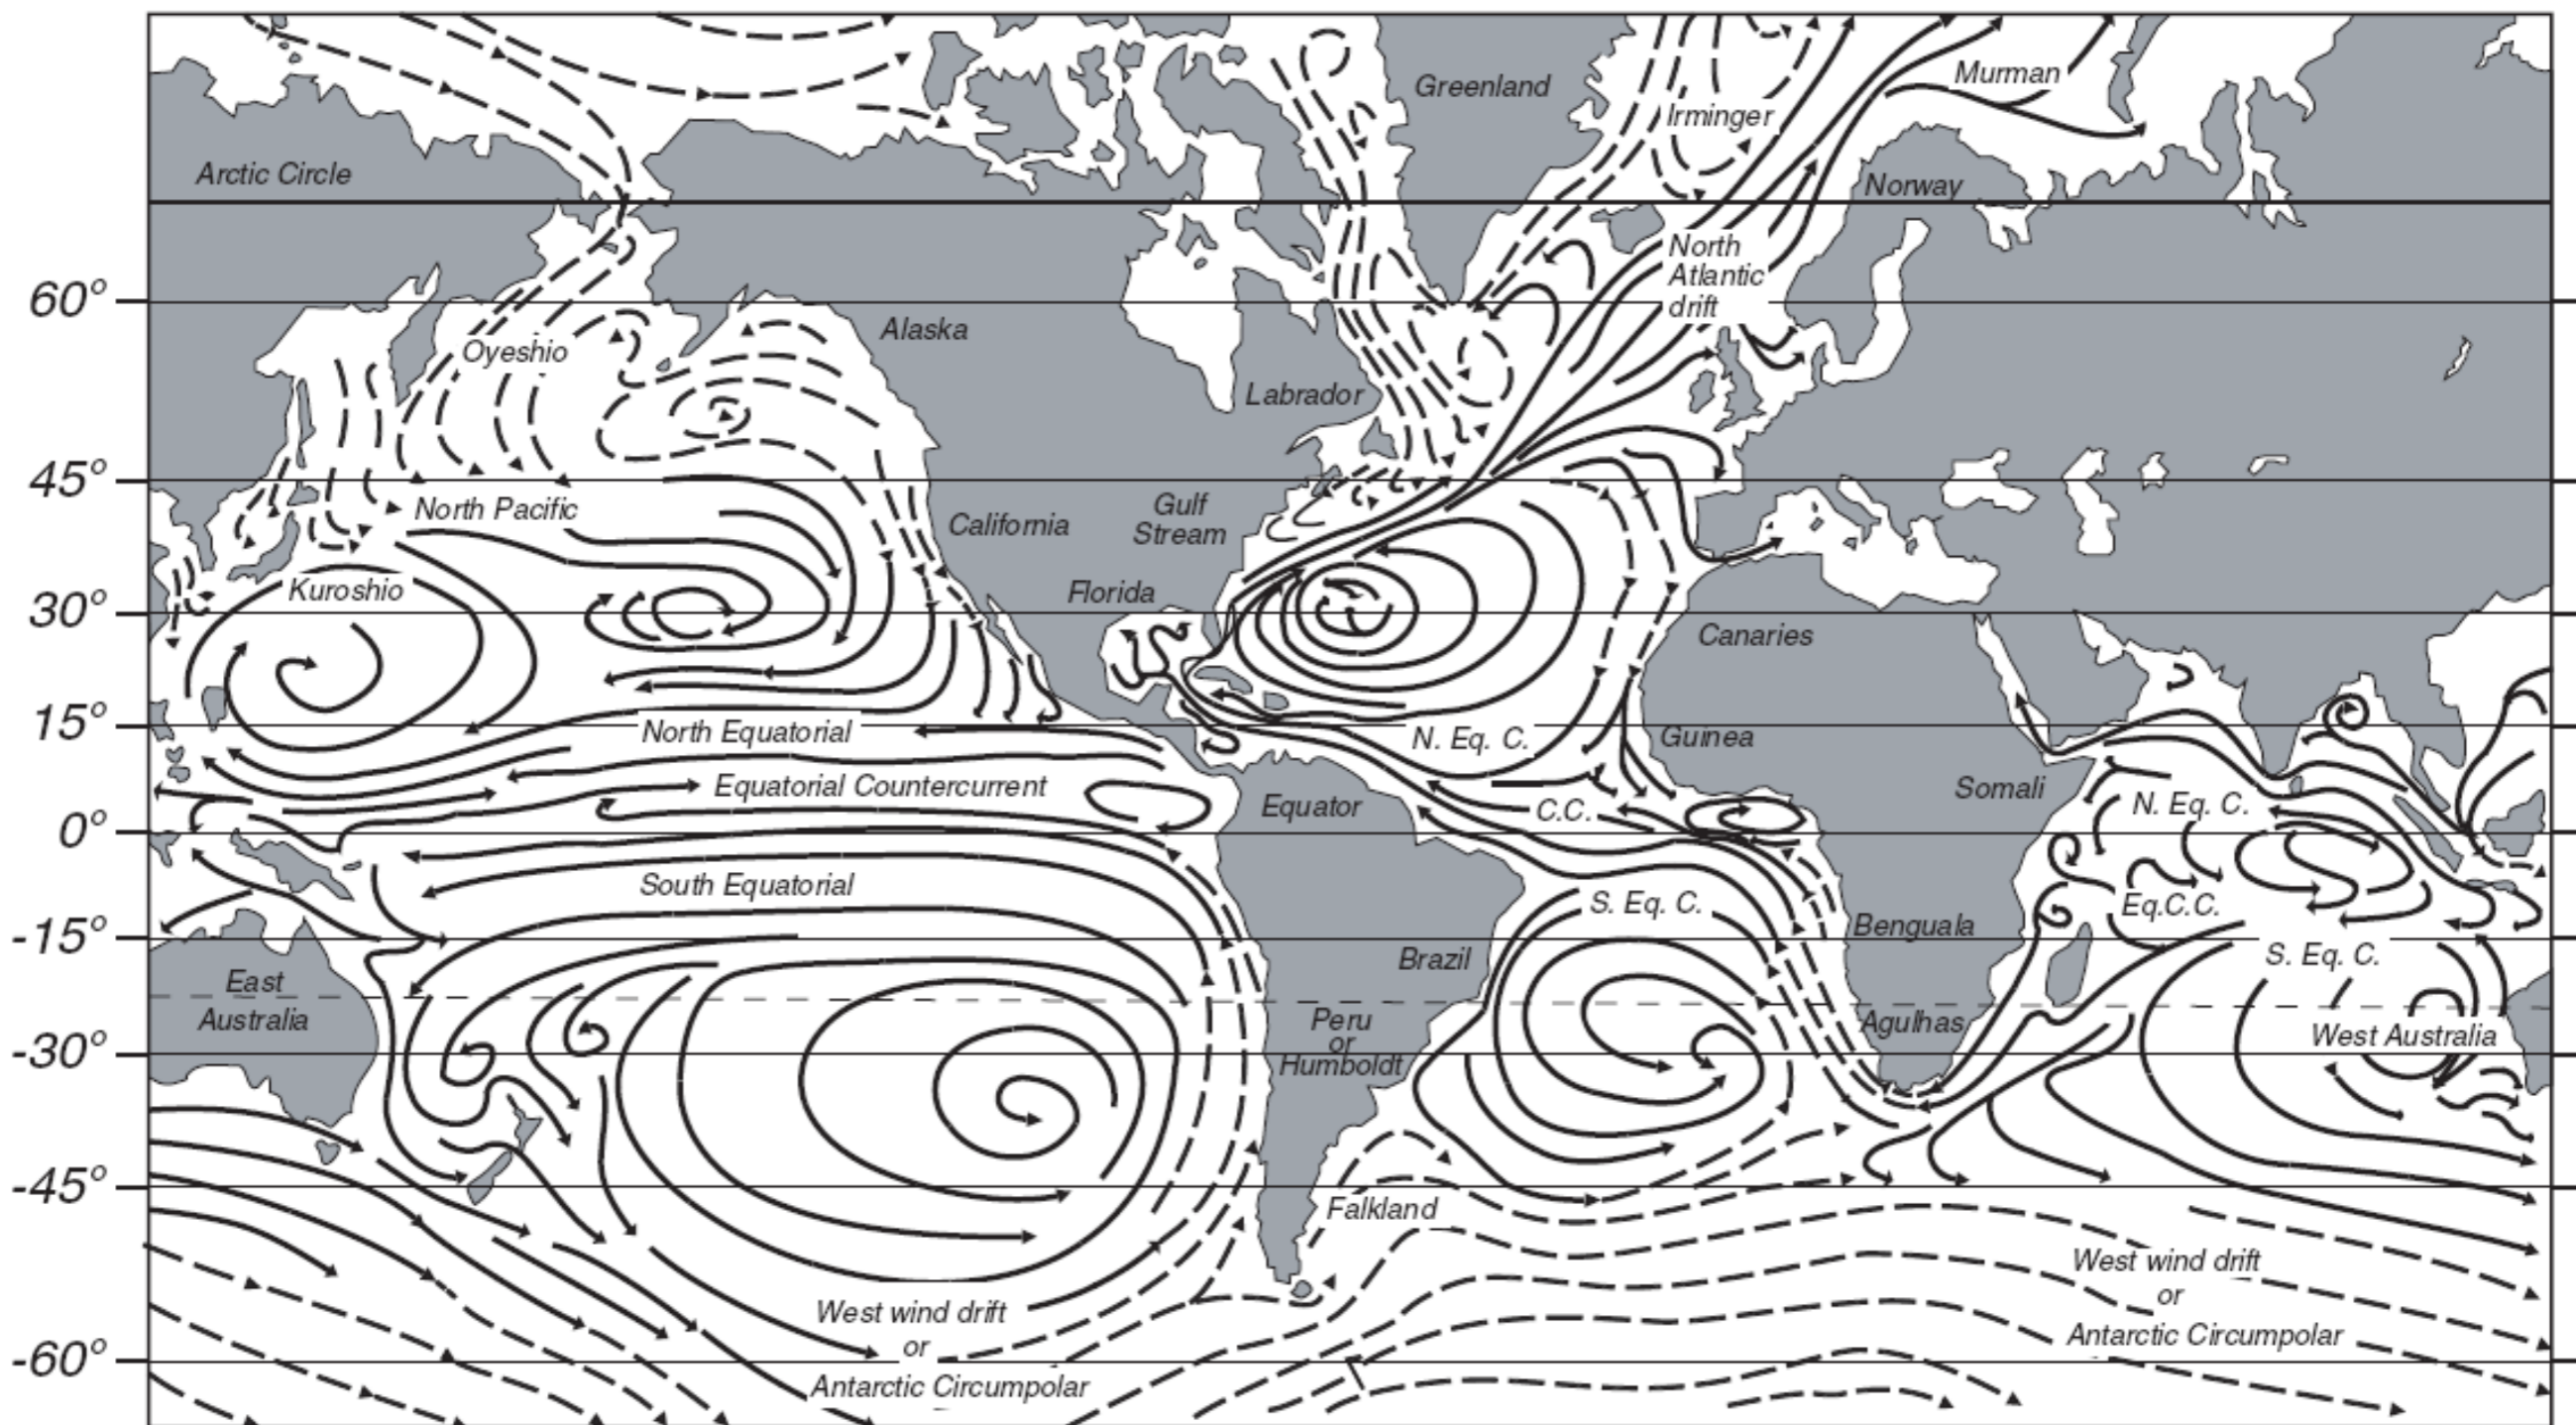 Greenland
Murman
Irminger
Arctic Circle
Norway
North
Atlantic
drift
60°
Alaska
Oyeshio
Labrador
45°
North Pacific
Gulf
Stream
California
Kuroshio
Florida
30°
Canaries
15°
North Equatorial
N. Eq. C.
Guinea
Equatorial Countercurrent
Somali
Equator
C.C.
N. Eq. C.
0°
South Equatorial
S. Eq. C.
Eq.C.C.
Benguala
-15°
Brazil
S. Eq. C.
East
Australia
Peru
or
Humboldt
Agulhas
West Australia
-30°
-45°
Falkland
West wind drift
or
Antarctic Circumpolar
West wind drift
or
Antarctic Circumpolar
-60°